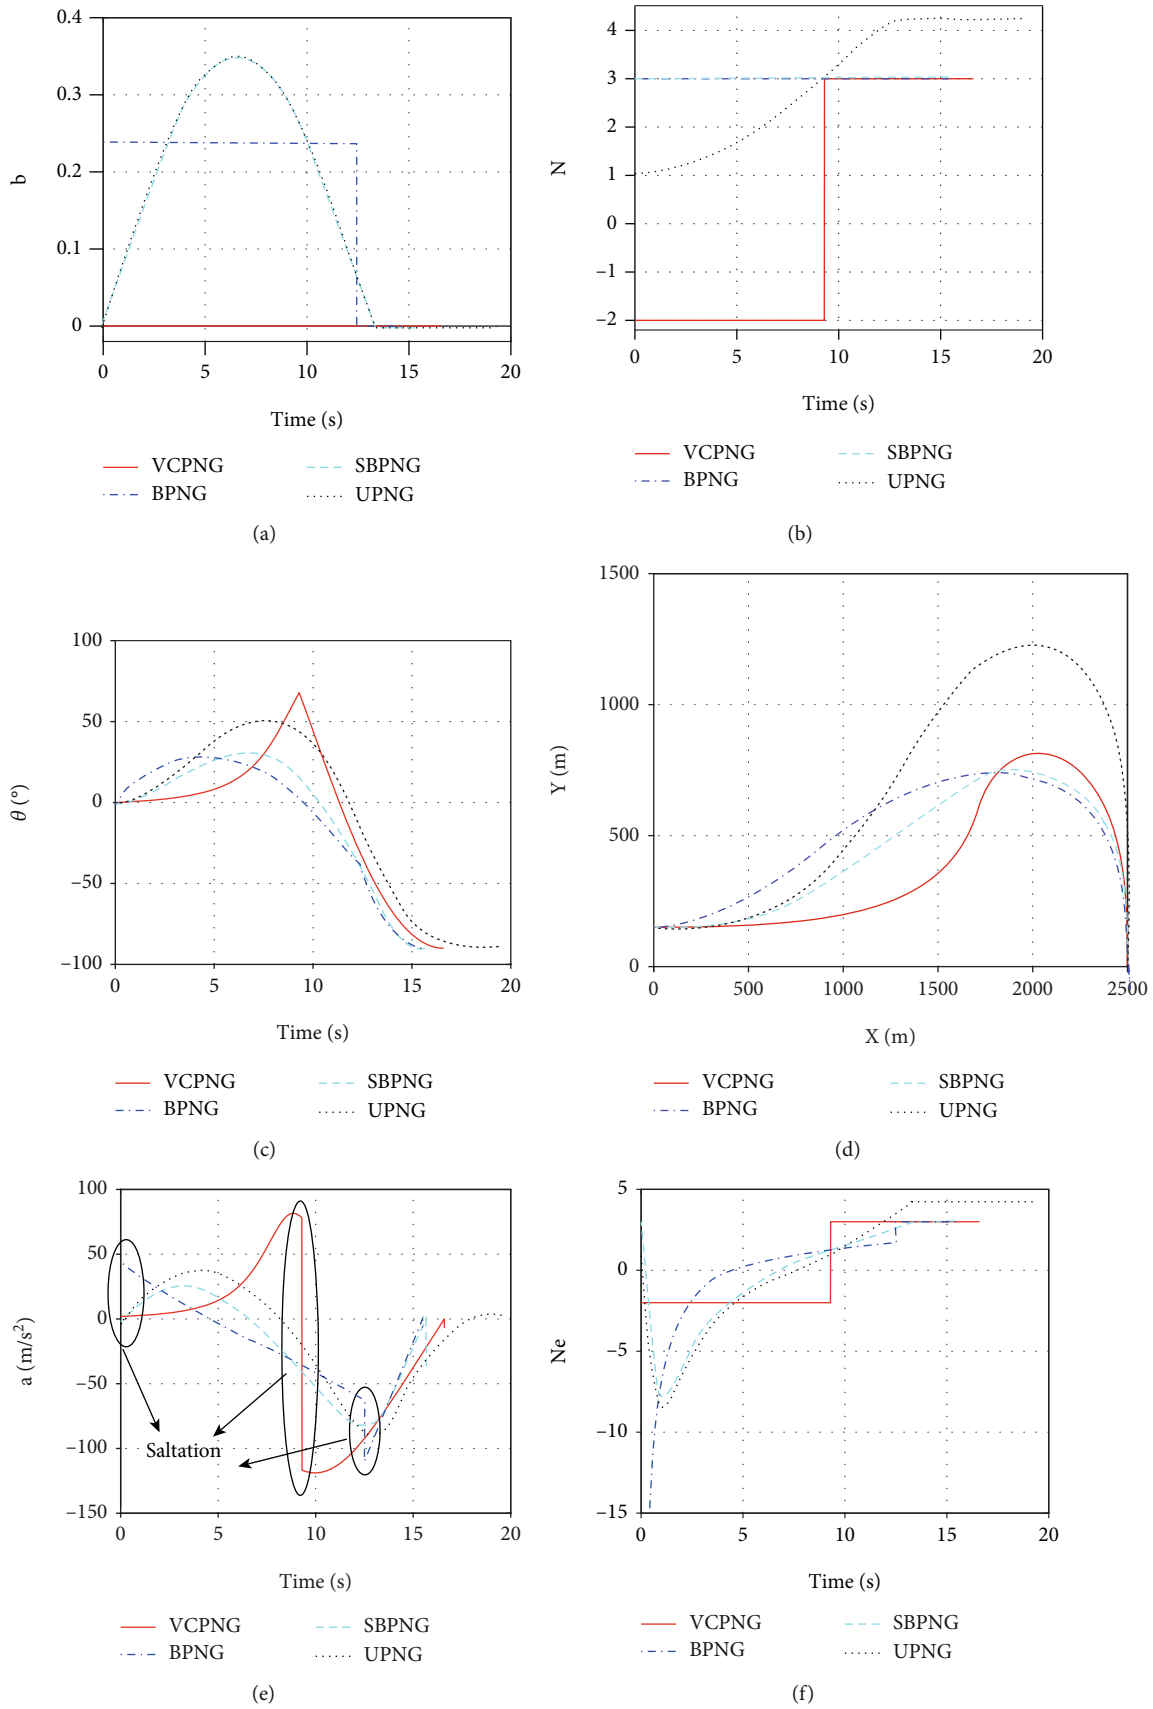 0.4
0.3
0.2
0.1
0
b
0 5 10 15 20
Time (s)
VCPNG SBPNG
BPNG UPNG
(a)
4
3
2
1
0
−1
−2
N
0 5 10 15 20
Time (s)
VCPNG SBPNG
BPNG UPNG
(b)
100
50
0
−50
−100
θ (°)
0 5 10 15 20
Time (s)
VCPNG SBPNG
BPNG UPNG
(c)
1500
1000
500
0
Y (m)
0 500 1000 1500 2000 2500
X (m)
VCPNG SBPNG
BPNG UPNG
(d)
100
50
0
−50
−100
−150
a (m/s²)
Saltation
0 5 10 15 20
Time (s)
VCPNG SBPNG
BPNG UPNG
(e)
5
0
−5
−10
−15
Ne
0 5 10 15 20
Time (s)
VCPNG SBPNG
BPNG UPNG
(f)